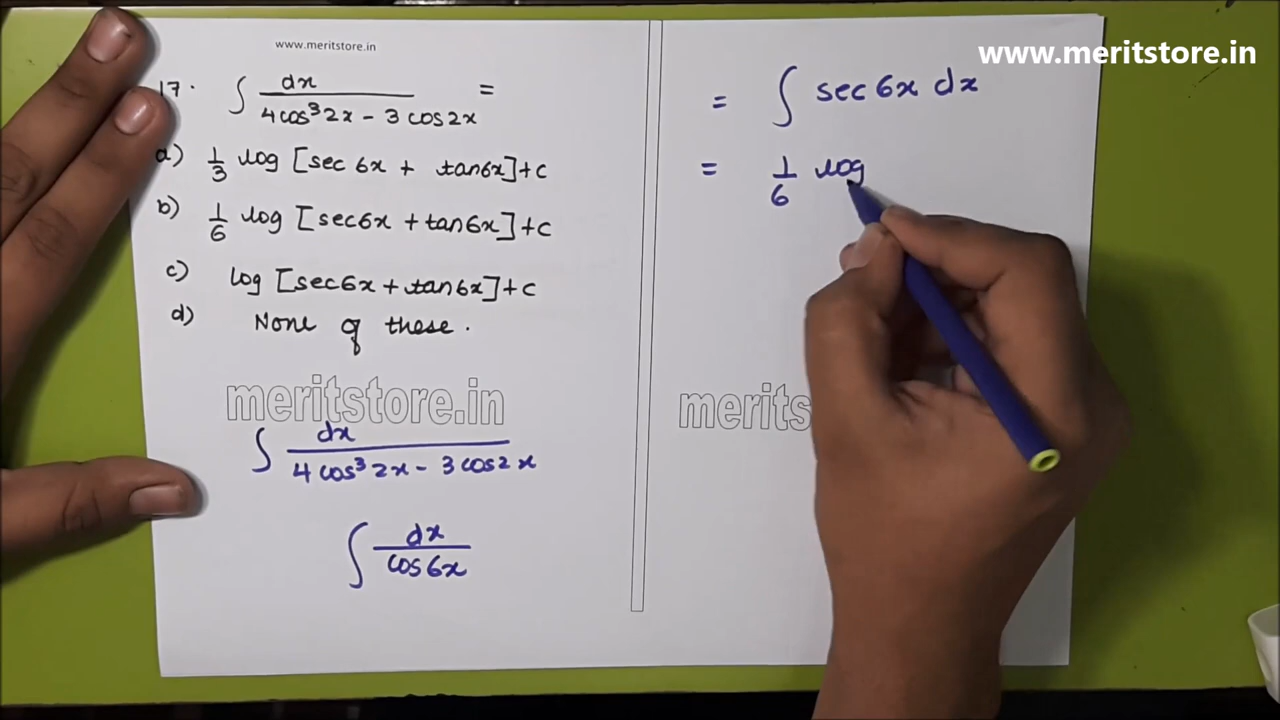 www.meritstore.in
www.meritstore.in
17. ∫ dx / (4cos³2x - 3cos2x) =
a) 1/3 log [sec 6x + tan6x]+c
b) 1/6 log [sec6x + tan6x]+c
c) log [sec6x + tan6x]+c
d) None of these.
meritstore.in
∫ dx / (4cos³2x - 3cos2x)
∫ dx / cos6x
= ∫ sec 6x dx
= 1/6 log
merits